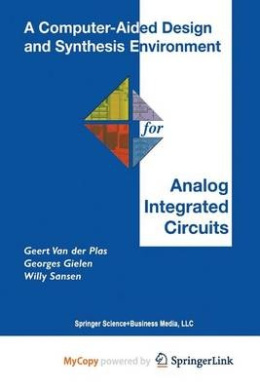 A Computer-Aided Design
and Synthesis Environment
for
Analog
Integrated
Circuits
Geert Van der Plas
Georges Gielen
Willy Sansen
Springer Science+Business Media, LLC
MyCopy powered by SpringerLink